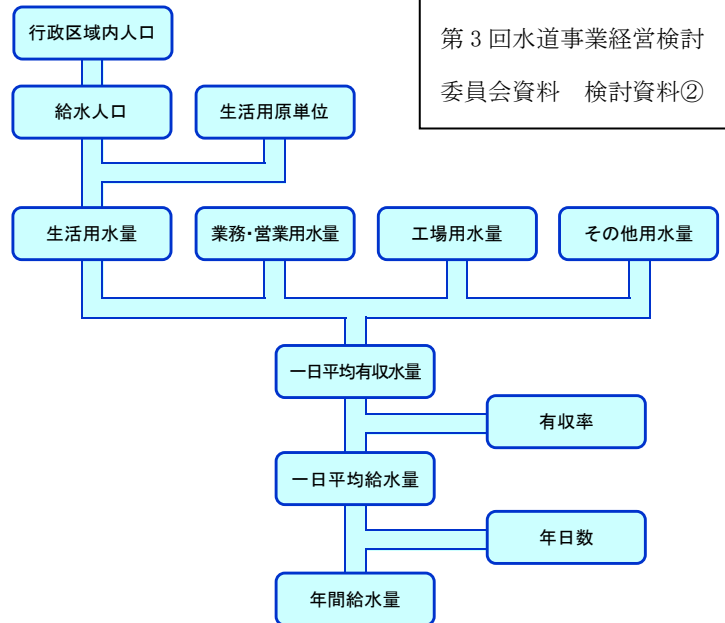 行政区域内人口
第3回水道事業経営検討
委員会資料　検討資料②
給水人口
生活用原単位
生活用水量
業務・営業用水量
工場用水量
その他用水量
一日平均有収水量
有収率
一日平均給水量
年日数
年間給水量